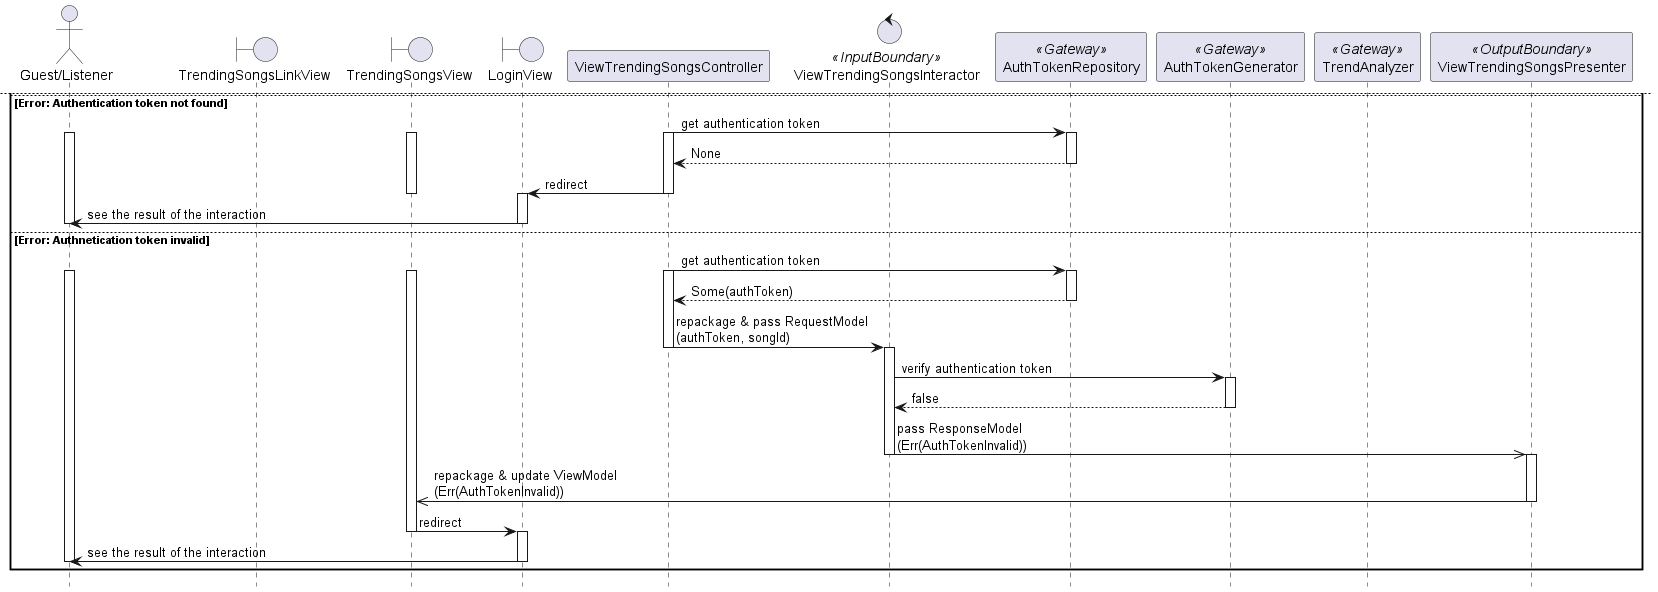 Guest/Listener
TrendingSongsLinkView
TrendingSongsView
LoginView
ViewTrendingSongsController
«InputBoundary»
ViewTrendingSongsInteractor
«Gateway»
AuthTokenRepository
«Gateway»
AuthTokenGenerator
«Gateway»
TrendAnalyzer
«OutputBoundary»
ViewTrendingSongsPresenter
[Error: Authentication token not found]
get authentication token
None
redirect
see the result of the interaction
[Error: Authnetication token invalid]
get authentication token
Some(authToken)
repackage & pass RequestModel
(authToken, songId)
verify authentication token
false
pass ResponseModel
(Err(AuthTokenInvalid))
repackage & update ViewModel
(Err(AuthTokenInvalid))
redirect
see the result of the interaction